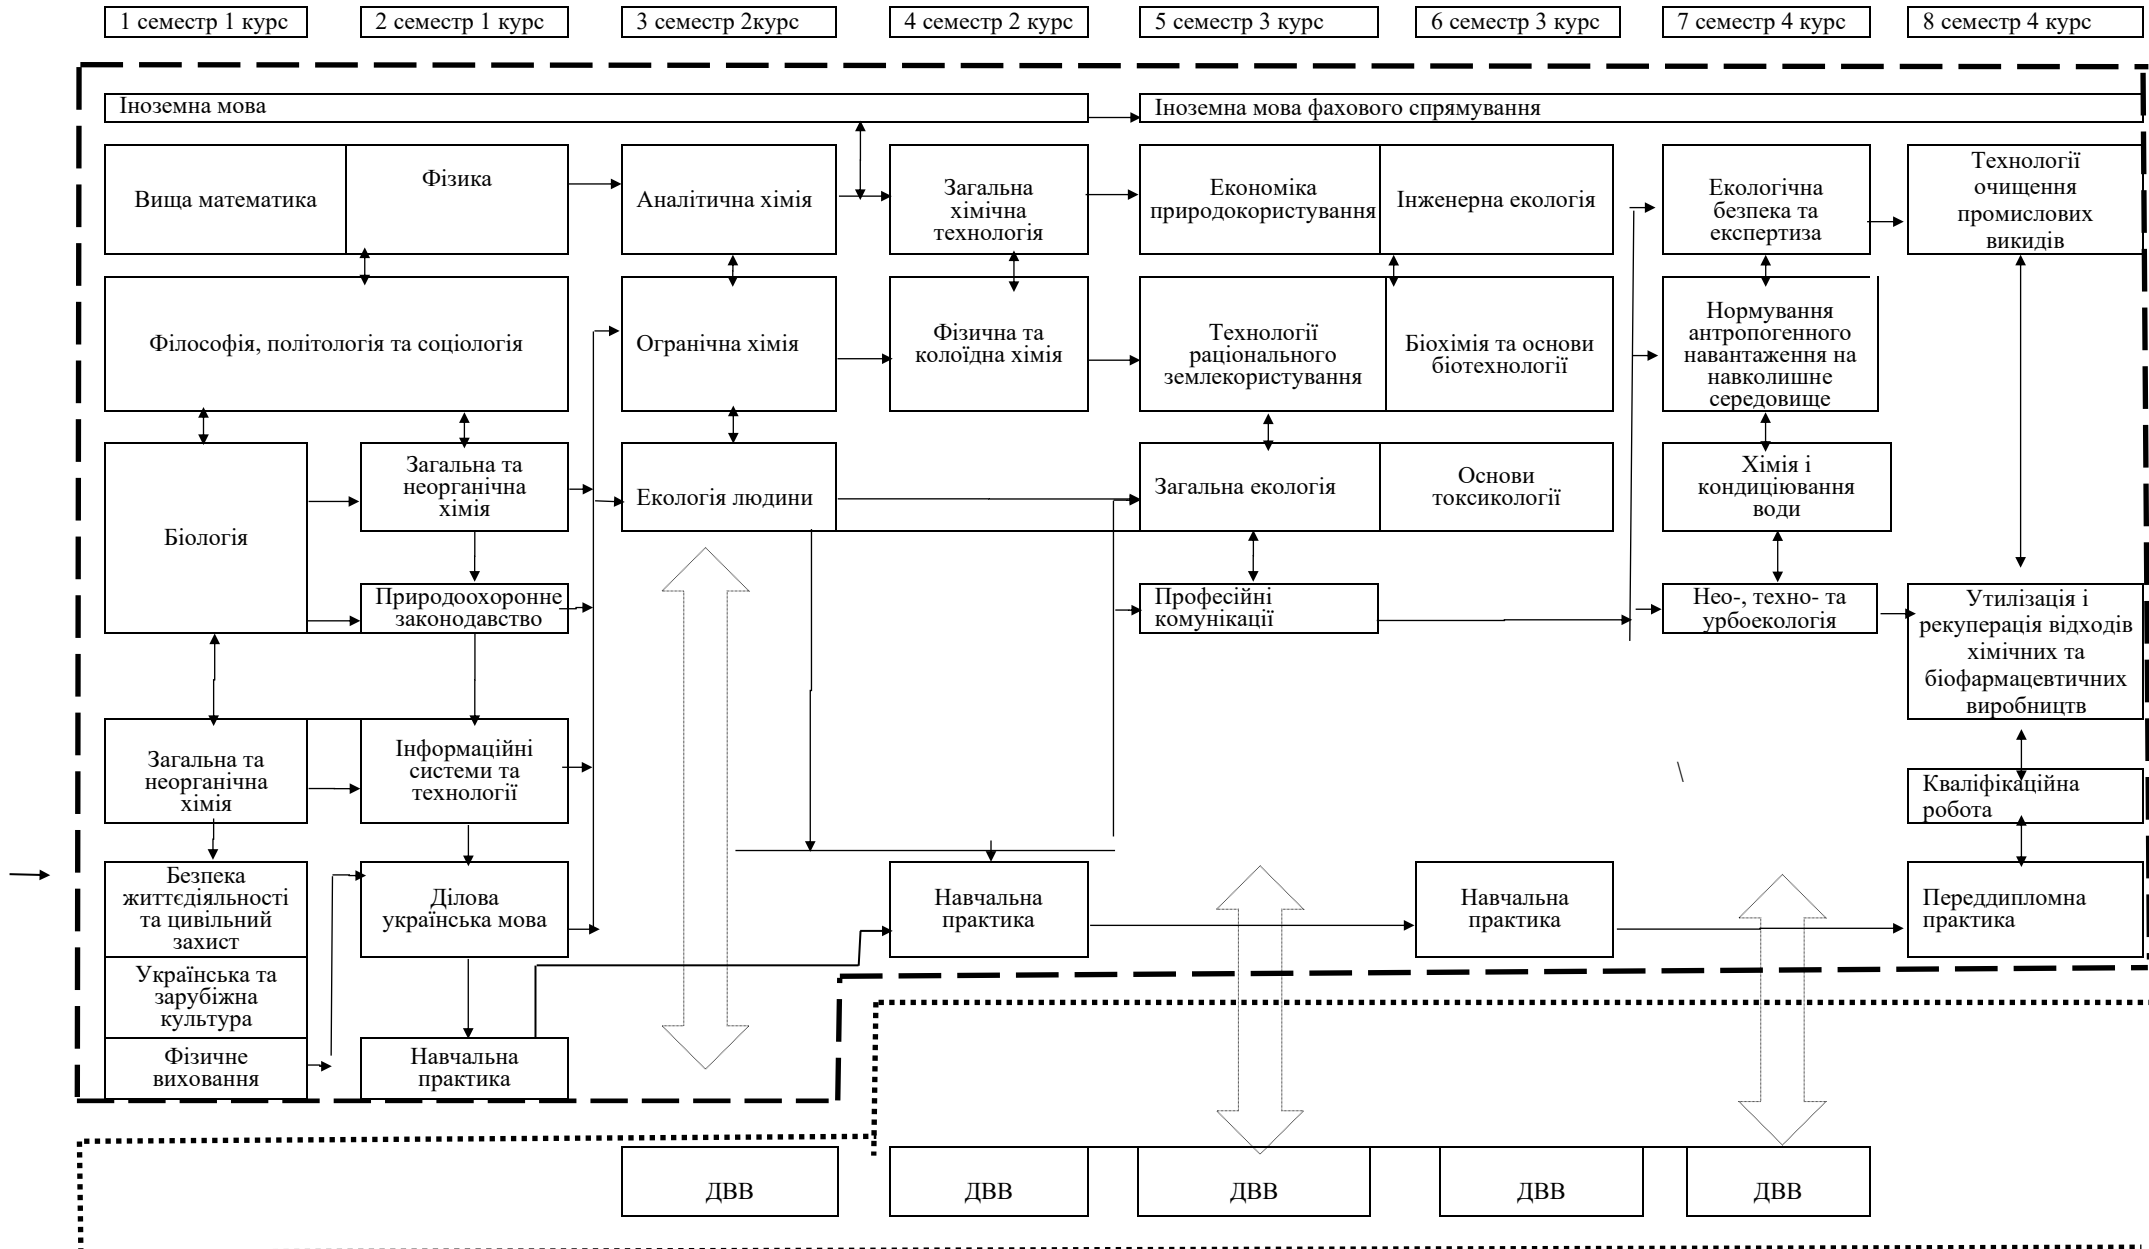 1 семестр 1 курс
2 семестр 1 курс
3 семестр 2курс
4 семестр 2 курс
5 семестр 3 курс
6 семестр 3 курс
7 семестр 4 курс
8 семестр 4 курс
Іноземна мова
Іноземна мова фахового спрямування
Вища математика
Фізика
Аналітична хімія
Загальна
хімічна
технологія
Економіка
природокористування
Інженерна екологія
Екологічна
безпека та
експертиза
Технології
очищення
промислових
викидів
Філософія, політологія та соціологія
Огранічна хімія
Фізична та
колоїдна хімія
Технології
раціонального
землекористування
Біохімія та основи
біотехнології
Нормування
антропогенного
навантаження на
навколишне
середовище
Біологія
Загальна та
неорганічна
хімія
Екологія людини
Загальна екологія
Основи
токсикології
Хімія і
кондиціювання
води
Природоохоронне
законодавство
Професійні
комунікації
Нео-, техно- та
урбоекологія
Утилізація і
рекуперація відходів
хімічних та
біофармацевтичних
виробництв
Загальна та
неорганічна
хімія
Інформаційні
системи та
технології
\
Кваліфікаційна
робота
Безпека
життєдіяльності
та цивільний
захист
Ділова
українська мова
Навчальна
практика
Навчальна
практика
Переддипломна
практика
Українська та
зарубіжна
культура
Фізичне
виховання
Навчальна
практика
ДВВ
ДВВ
ДВВ
ДВВ
ДВВ